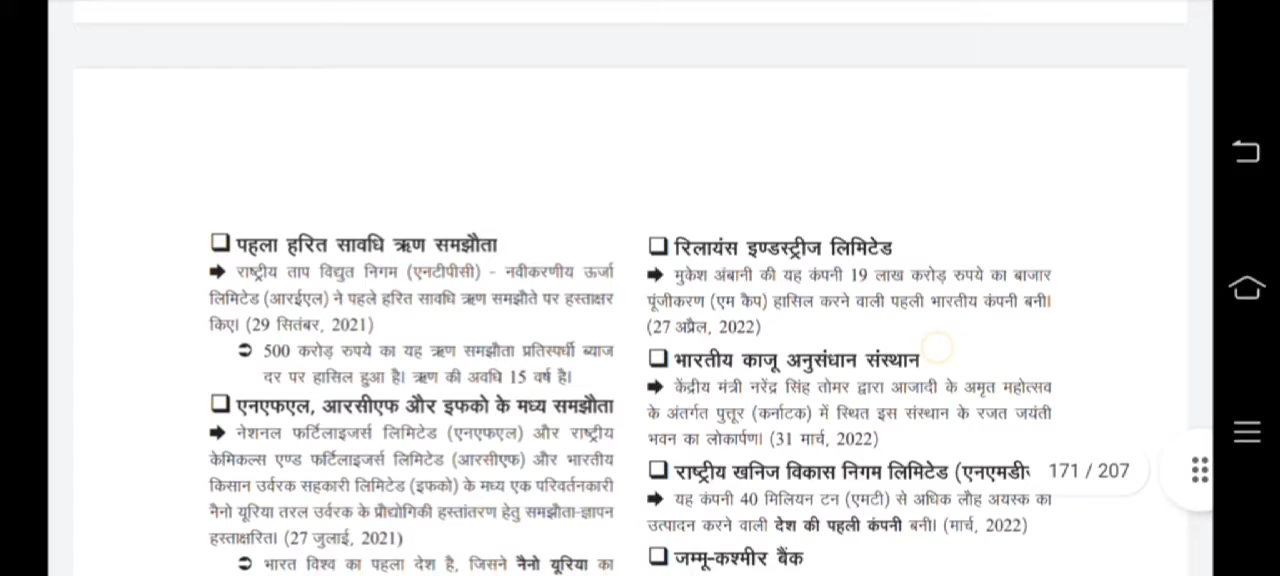 ❑ पहला हरित सावधि ऋण समझौता
➡ राष्ट्रीय ताप विद्युत निगम (एनटीपीसी) - नवीकरणीय ऊर्जा
लिमिटेड (आरईएल) ने पहले हरित सावधि ऋण समझौते पर हस्ताक्षर
किए। (29 सितंबर, 2021)
➲ 500 करोड़ रुपये का यह ऋण समझौता प्रतिस्पर्धी ब्याज
दर पर हासिल हुआ है। ऋण की अवधि 15 वर्ष है।
❑ एनएफएल, आरसीएफ और इफको के मध्य समझौता
➡ नेशनल फर्टिलाइजर्स लिमिटेड (एनएफएल) और राष्ट्रीय
केमिकल्स एण्ड फर्टिलाइजर्स लिमिटेड (आरसीएफ) और भारतीय
किसान उर्वरक सहकारी लिमिटेड (इफको) के मध्य एक परिवर्तनकारी
नैनो यूरिया तरल उर्वरक के प्रौद्योगिकी हस्तांतरण हेतु समझौता-ज्ञापन
हस्ताक्षरित। (27 जुलाई, 2021)
➲ भारत विश्व का पहला देश है, जिसने नैनो यूरिया का
❑ रिलायंस इण्डस्ट्रीज लिमिटेड
➡ मुकेश अंबानी की यह कंपनी 19 लाख करोड़ रुपये का बाजार
पूंजीकरण (एम कैप) हासिल करने वाली पहली भारतीय कंपनी बनी।
(27 अप्रैल, 2022)
❑ भारतीय काजू अनुसंधान संस्थान
➡ केंद्रीय मंत्री नरेंद्र सिंह तोमर द्वारा आजादी के अमृत महोत्सव
के अंतर्गत पुत्तूर (कर्नाटक) में स्थित इस संस्थान के रजत जयंती
भवन का लोकार्पण। (31 मार्च, 2022)
❑ राष्ट्रीय खनिज विकास निगम लिमिटेड (एनएमडी
171 / 207
➡ यह कंपनी 40 मिलियन टन (एमटी) से अधिक लौह अयस्क का
उत्पादन करने वाली देश की पहली कंपनी बनी। (मार्च, 2022)
❑ जम्मू-कश्मीर बैंक